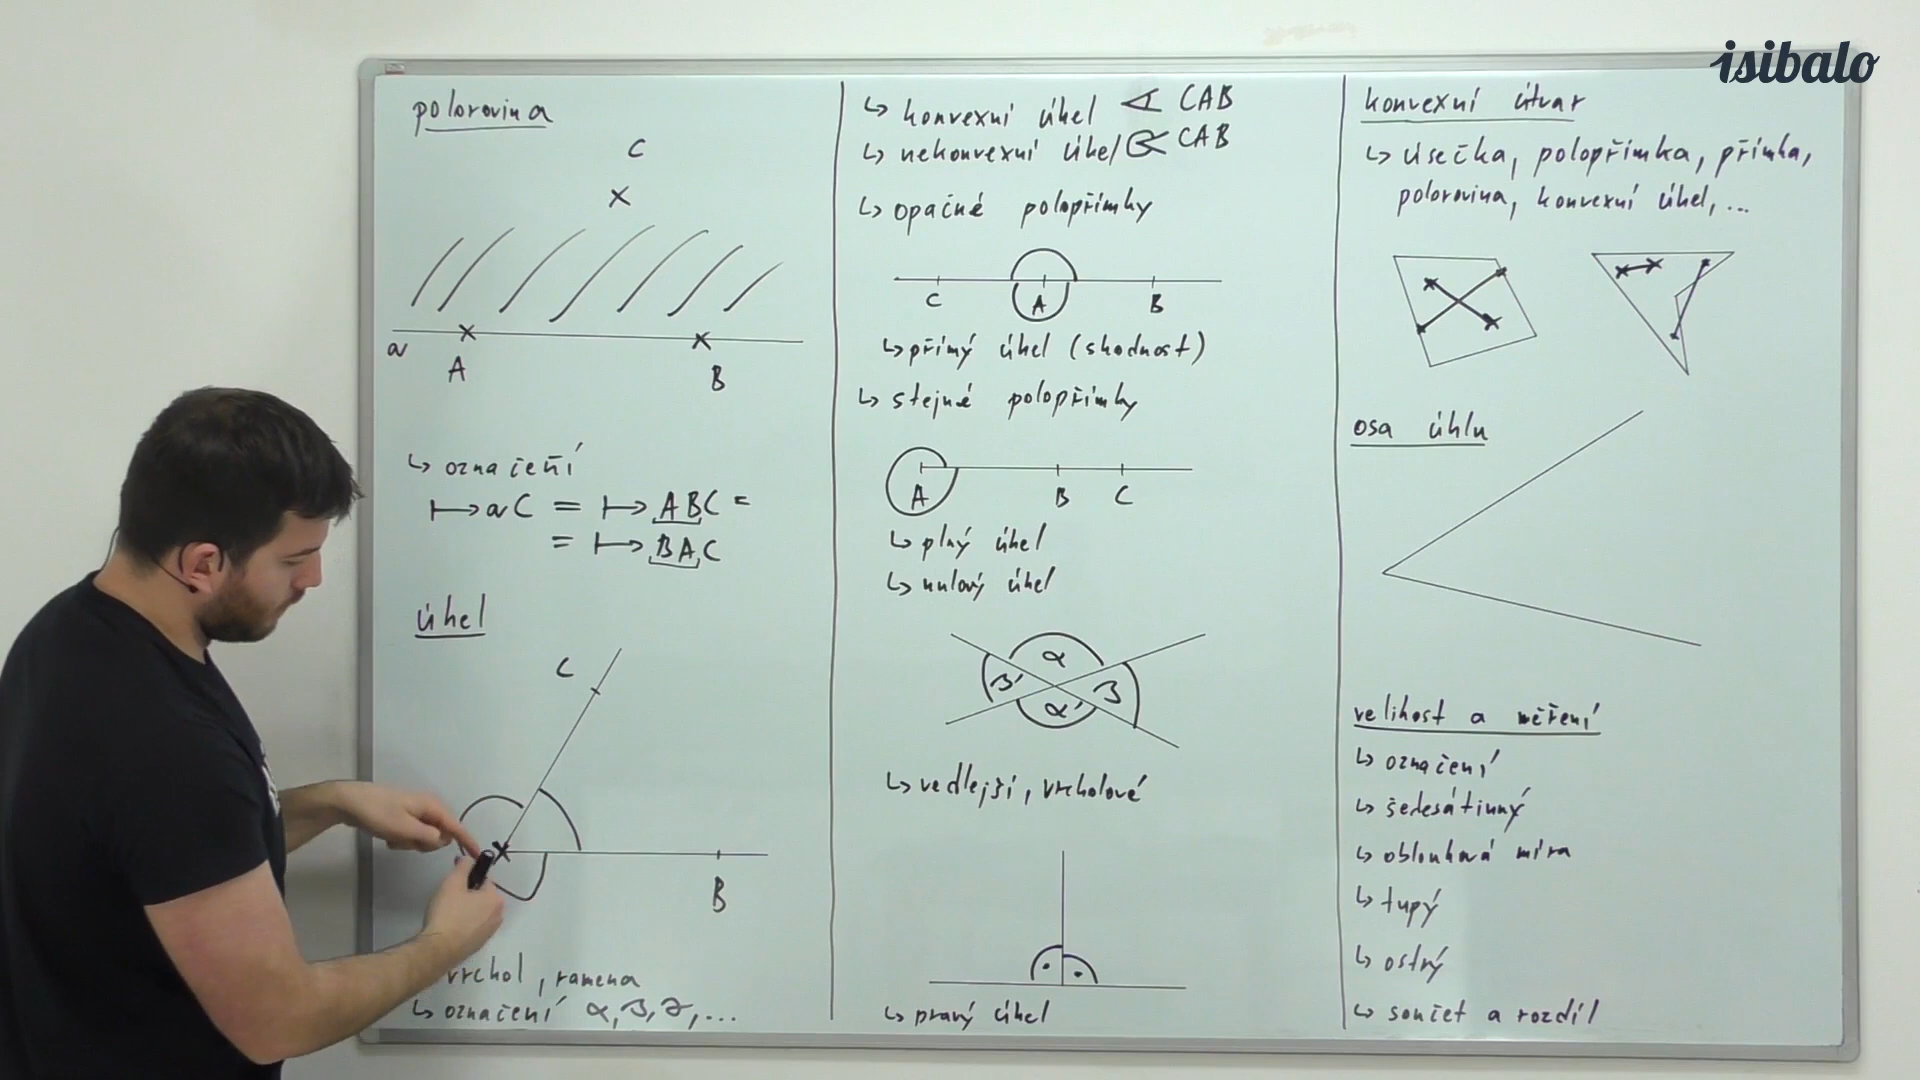 isibalo
polorovina
C
a
A
B
↳ označení
↦aC = ↦ABC =
= ↦BAC
úhel
C
B
vrchol, ramena
↳ označení α, β, γ, ...
↳ konvexní úhel ∢ CAB
↳ nekonvexní úhel CAB
↳ opačné polopřímky
C A B
↳ přímý úhel (shodnost)
↳ stejné polopřímky
A B C
↳ plný úhel
↳ nulový úhel
α
β' β
α'
↳ vedlejší, vrcholové
↳ pravý úhel
konvexní útvar
↳ úsečka, polopřímka, přímka,
polorovina, konvexní úhel, ...
osa úhlu
velikost a měření
↳ označení
↳ šedesátinný
↳ oblouková míra
↳ tupý
↳ ostrý
↳ součet a rozdíl